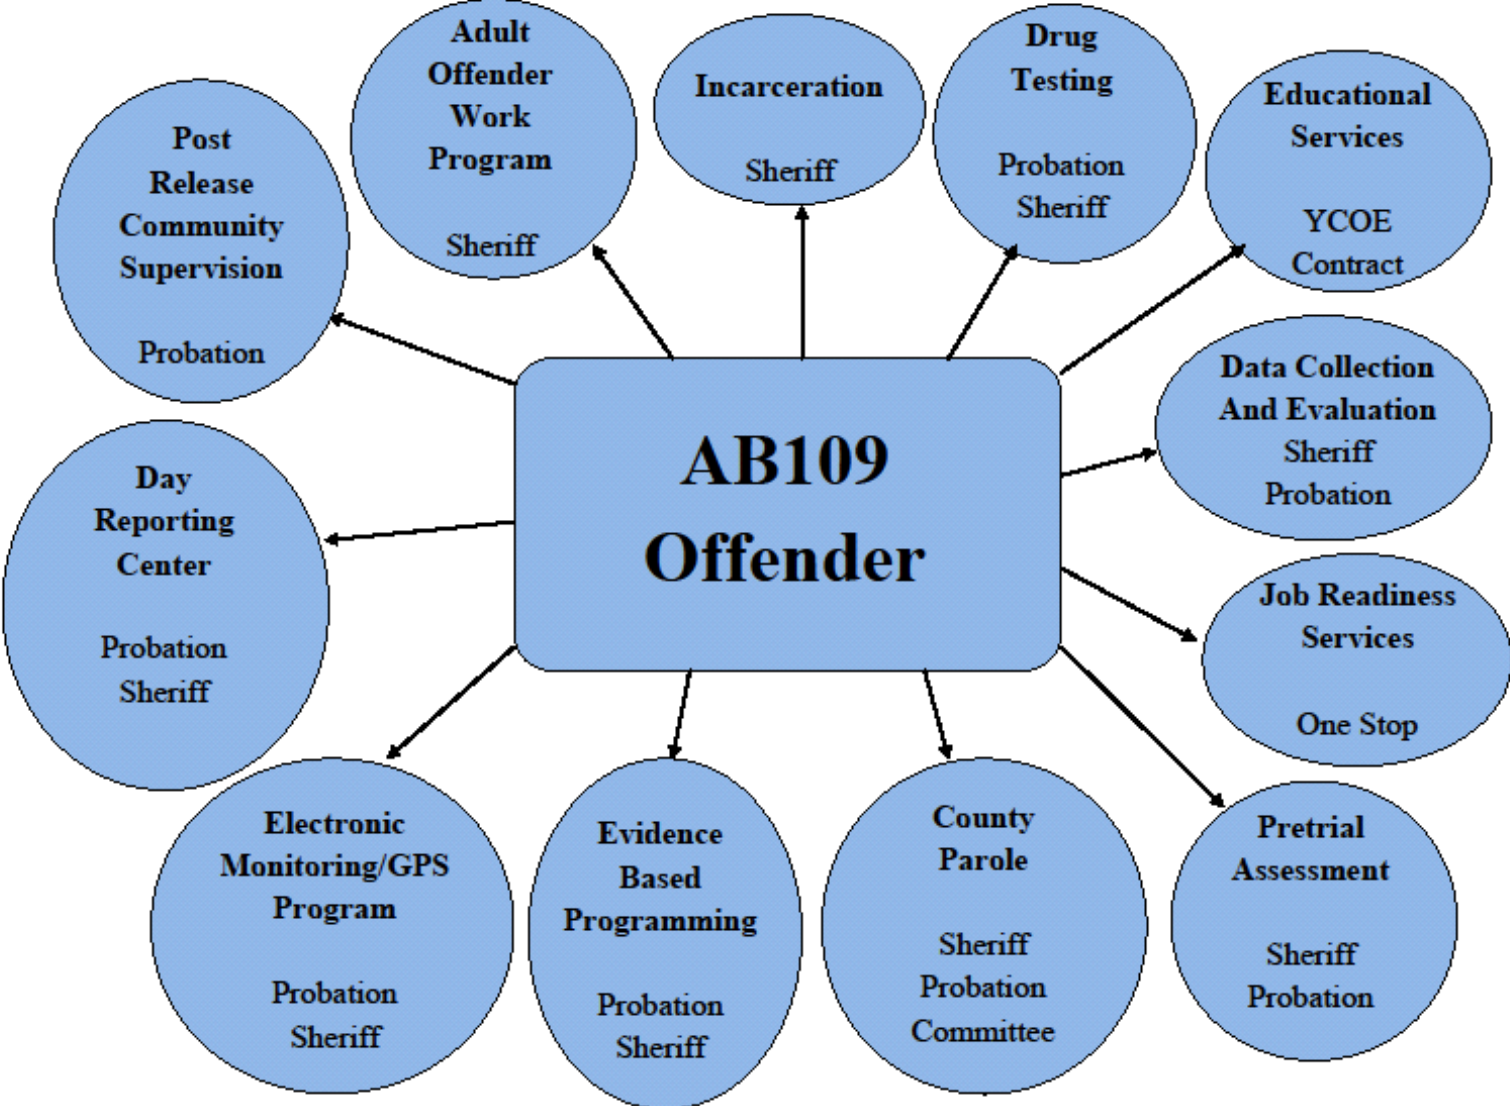 Adult
Offender
Work
Program
Sheriff
Incarceration
Sheriff
Drug
Testing
Probation
Sheriff
Educational
Services
YCOE
Contract
Post
Release
Community
Supervision
Probation
Data Collection
And Evaluation
Sheriff
Probation
AB109
Offender
Day
Reporting
Center
Probation
Sheriff
Job Readiness
Services
One Stop
Electronic
Monitoring/GPS
Program
Probation
Sheriff
Evidence
Based
Programming
Probation
Sheriff
County
Parole
Sheriff
Probation
Committee
Pretrial
Assessment
Sheriff
Probation